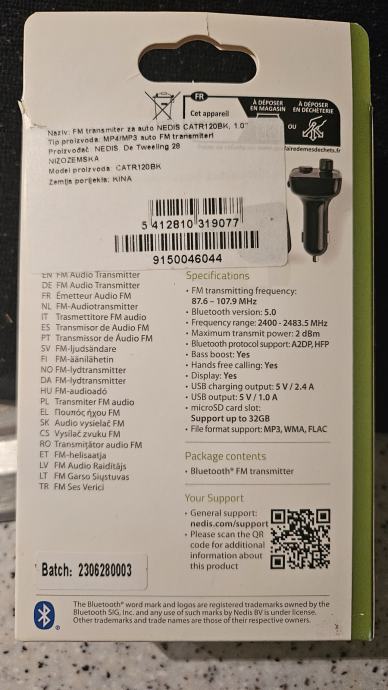 FR
Cet appareil
À DÉPOSER
EN MAGASIN
OU
À DÉPOSER
EN DÉCHÈTERIE
Naziv: FM transmiter za auto NEDIS CATR120BK, 1.0"
Tip proizvoda: MP4/MP3 auto FM transmiteri
Proizvođač: NEDIS, De Tweeling 28
NIZOZEMSKA
Model proizvoda: CATR120BK
Zemlja porijekla: KINA
5 412810 319077
9150046044
EN FM Audio Transmitter
DE FM Audio Transmitter
FR Émetteur Audio FM
NL FM-Audiotransmitter
IT Trasmettitore FM audio
ES Transmisor de Audio FM
PT Transmissor de Áudio FM
SV FM-ljudsändare
FI FM-äänilähetin
NO FM-lydtransmitter
DA FM-lydtransmitter
HU FM-audioadó
PL Transmiter FM audio
EL Πομπός ήχου FM
SK Audio vysielač FM
CS Vysílač zvuku FM
RO Transmițător audio FM
ET FM-helisaatja
LV FM Audio Raidītājs
LT FM Garso Siųstuvas
TR FM Ses Verici
Specifications
• FM transmitting frequency:
87.6 – 107.9 MHz
• Bluetooth version: 5.0
• Frequency range: 2400 - 2483.5 MHz
• Maximum transmit power: 2 dBm
• Bluetooth protocol support: A2DP, HFP
• Bass boost: Yes
• Hands free calling: Yes
• Display: Yes
• USB charging output: 5 V / 2.4 A
• USB output: 5 V / 1.0 A
• microSD card slot:
Support up to 32GB
• File format support: MP3, WMA, FLAC
Package contents
• Bluetooth® FM transmitter
Your Support
• General support:
nedis.com/support
• Please scan the QR
code for additional
information about
this product
Batch: 2306280003
The Bluetooth® word mark and logos are registered trademarks owned by the
Bluetooth SIG, Inc. and any use of such marks by Nedis BV is under license.
Other trademarks and trade names are those of their respective owners.